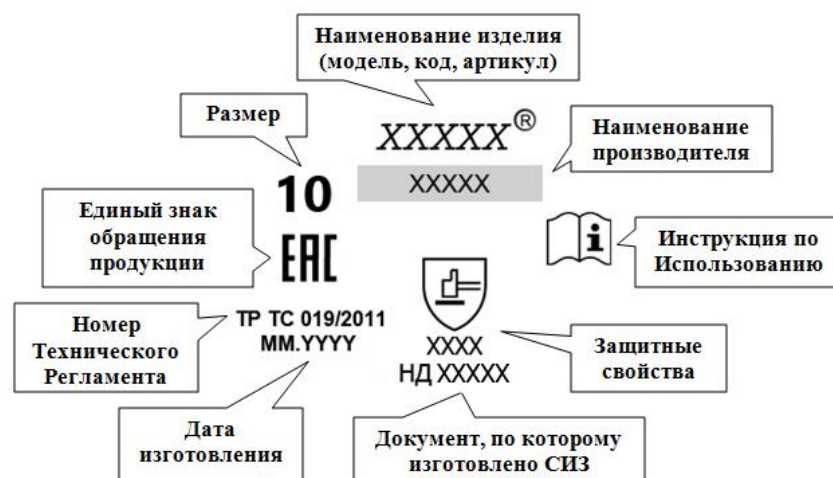 Наименование изделия
(модель, код, артикул)
Размер
XXXXX®
Наименование
производителя
10
XXXXX
Единый знак
обращения
продукции
EAC
i
Инструкция по
Использованию
Номер
Технического
Регламента
ТР ТС 019/2011
MM.YYYY
XXXX
НД XXXXX
Защитные
свойства
Дата
изготовления
Документ, по которому
изготовлено СИЗ